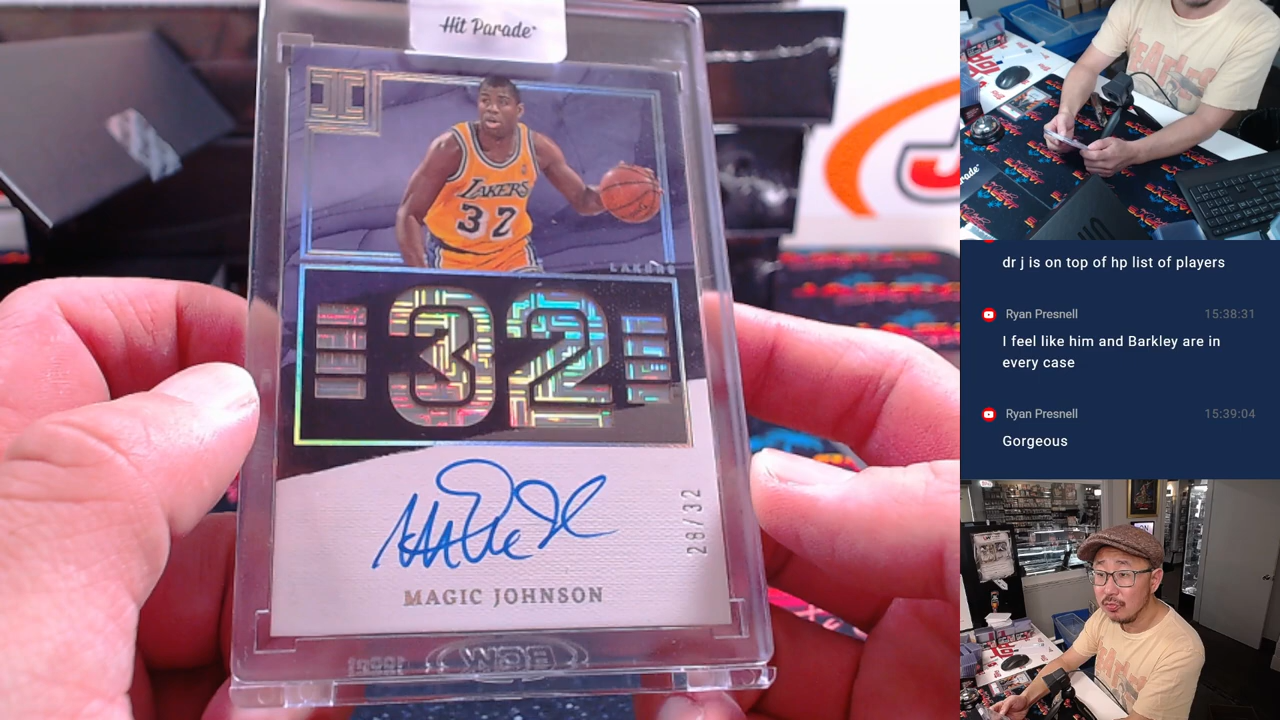 Hit Parade
LAKERS
32
LAKERS
32
28/32
MAGIC JOHNSON
dr j is on top of hp list of players
Ryan Presnell
15:38:31
I feel like him and Barkley are in
every case
Ryan Presnell
15:39:04
Gorgeous